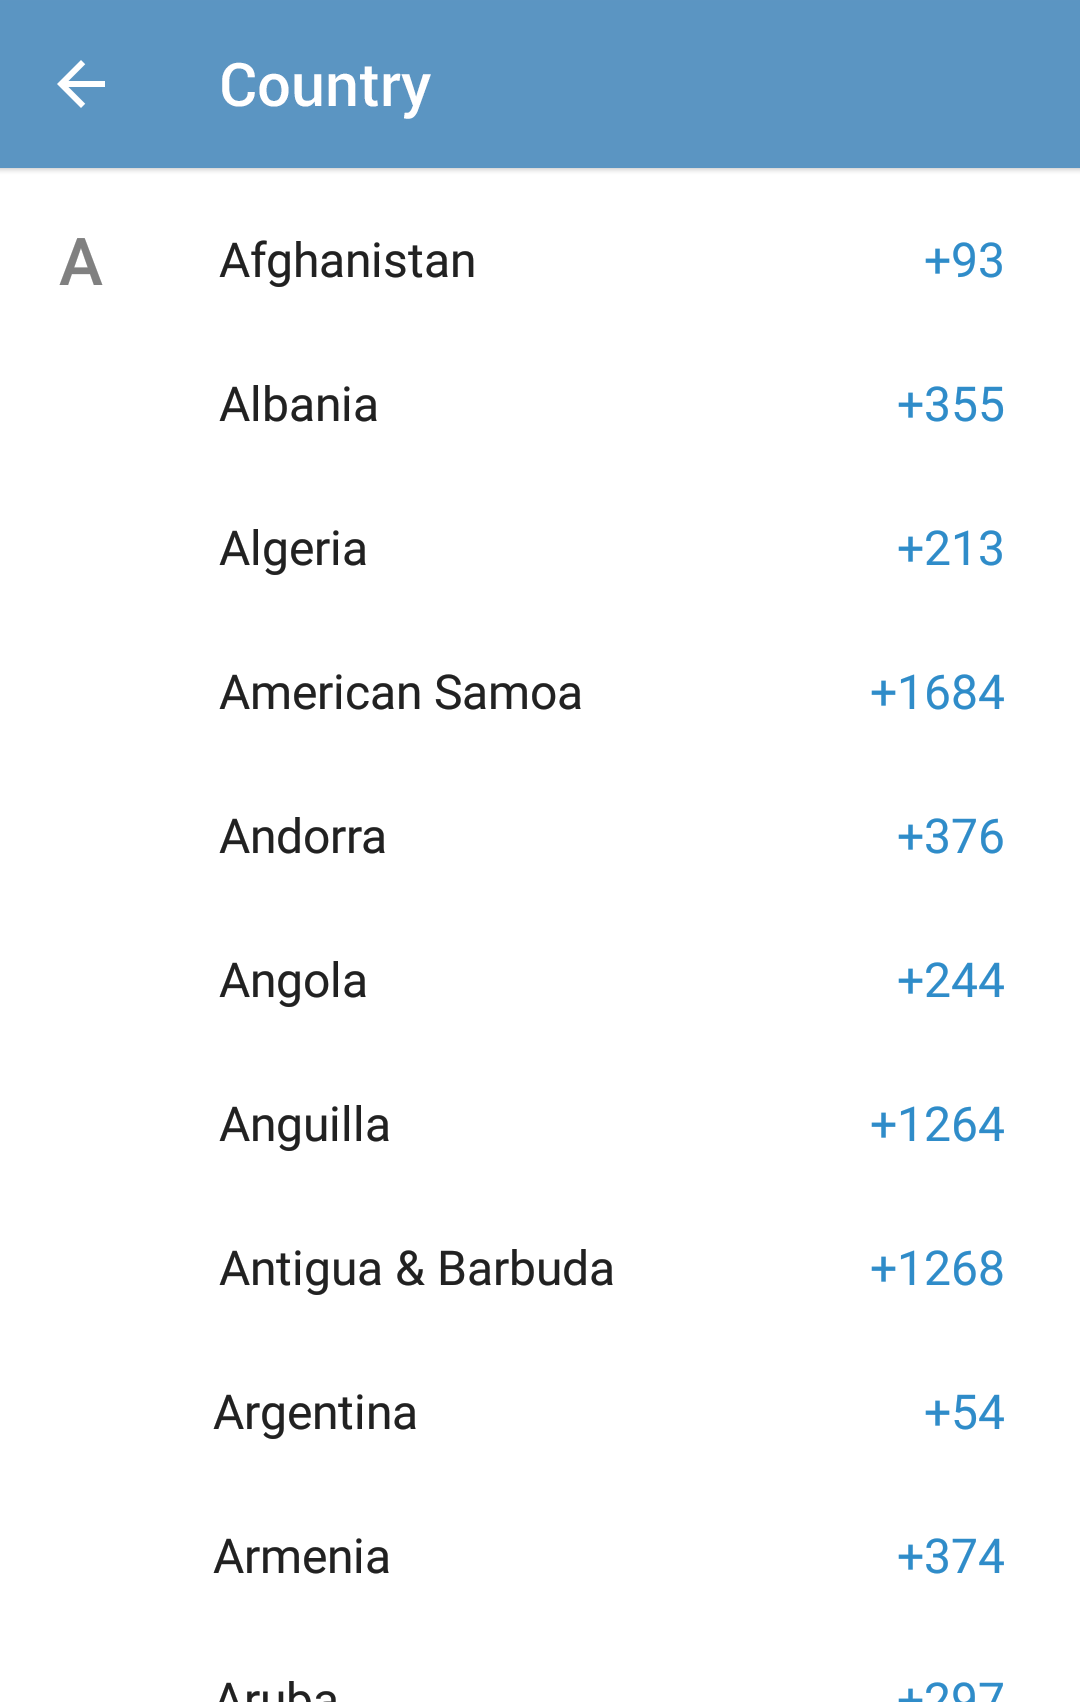 Country
A Afghanistan +93
Albania +355
Algeria +213
American Samoa +1684
Andorra +376
Angola +244
Anguilla +1264
Antigua & Barbuda +1268
Argentina +54
Armenia +374
Aruba +297